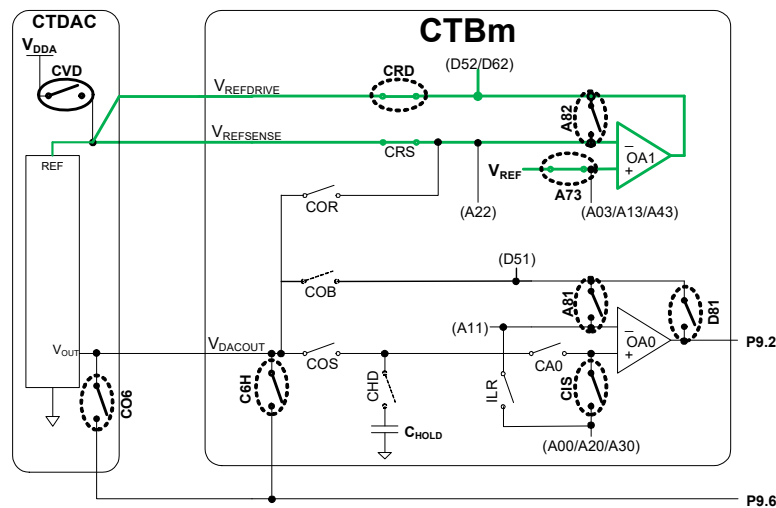 CTDAC
CTBm
VDDA
CVD
(D52/D62)
VREFDRIVE
CRD
A82
VREFSENSE
CRS
OA1
−
+
REF
VREF
A73
COR
(A22)
(A03/A13/A43)
(D51)
COB
A81
D81
VOUT
VDACOUT
(A11)
−
+
OA0
P9.2
COS
CA0
CO6
C6H
CHD
ILR
CIS
CHOLD
(A00/A20/A30)
P9.6